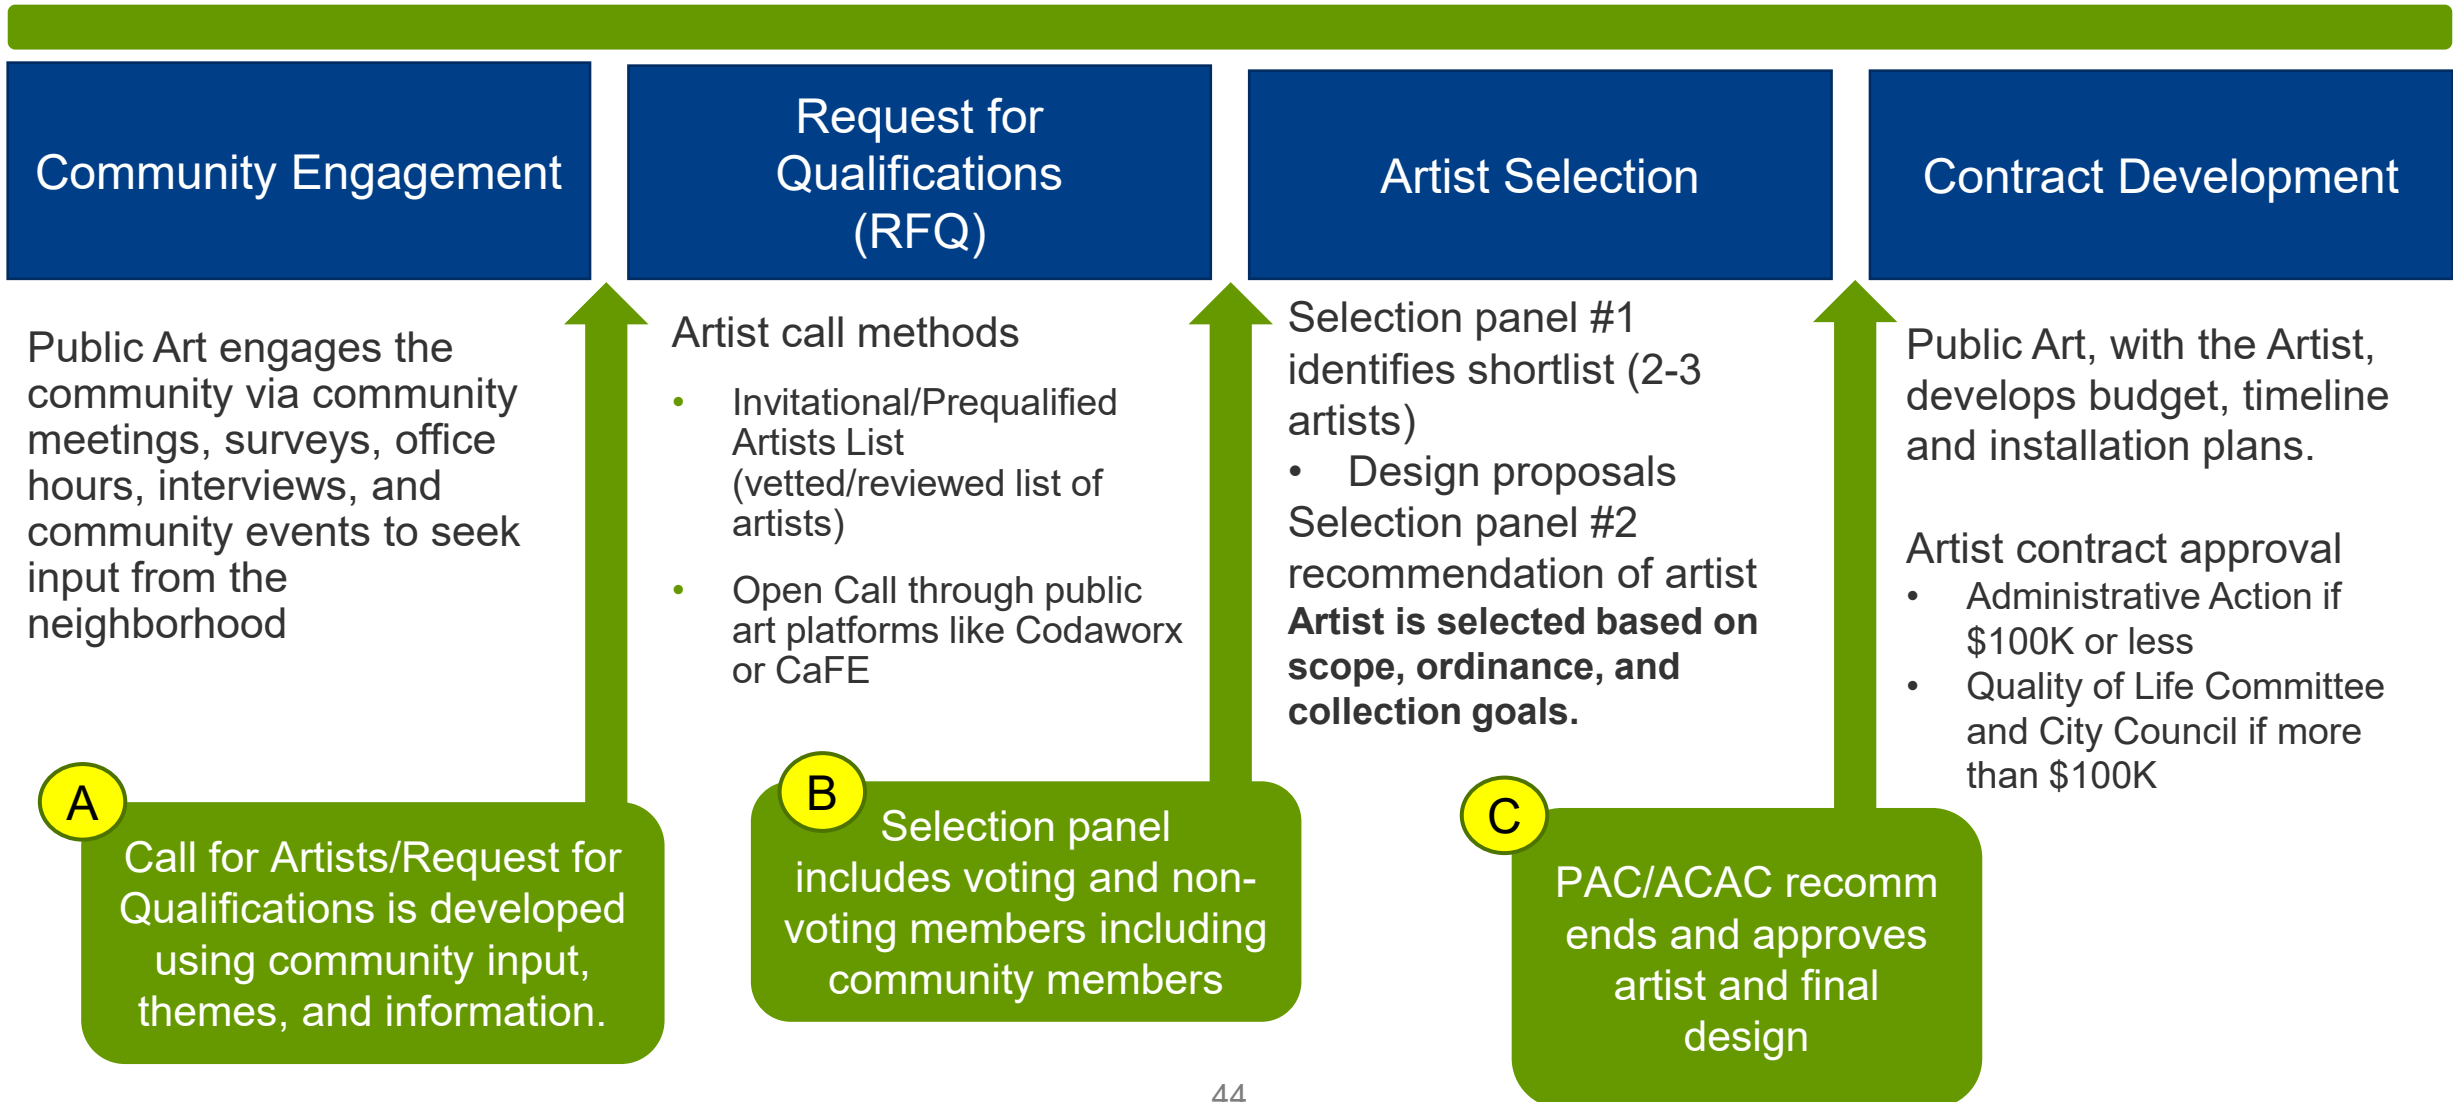 Community Engagement
Request for
Qualifications
(RFQ)
Artist Selection
Contract Development
Public Art engages the
community via community
meetings, surveys, office
hours, interviews, and
community events to seek
input from the
neighborhood
Artist call methods
• Invitational/Prequalified
Artists List
(vetted/reviewed list of
artists)
• Open Call through public
art platforms like Codaworx
or CaFE
Selection panel #1
identifies shortlist (2-3
artists)
• Design proposals
Selection panel #2
recommendation of artist
Artist is selected based on
scope, ordinance, and
collection goals.
Public Art, with the Artist,
develops budget, timeline
and installation plans.
Artist contract approval
• Administrative Action if
$100K or less
• Quality of Life Committee
and City Council if more
than $100K
A
Call for Artists/Request for
Qualifications is developed
using community input,
themes, and information.
B
Selection panel
includes voting and non-
voting members including
community members
C
PAC/ACAC recomm
ends and approves
artist and final
design
44